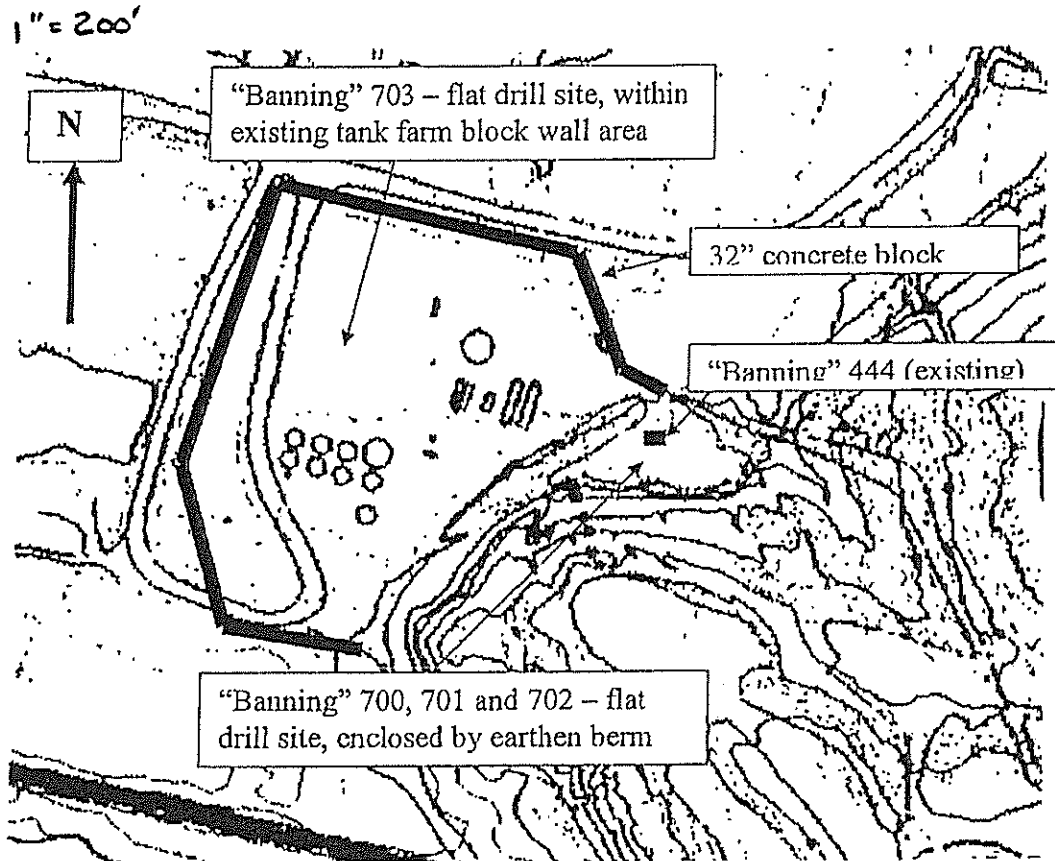 1" = 200'
N
“Banning” 703 – flat drill site, within
existing tank farm block wall area
32” concrete block
“Banning” 444 (existing)
“Banning” 700, 701 and 702 – flat
drill site, enclosed by earthen berm